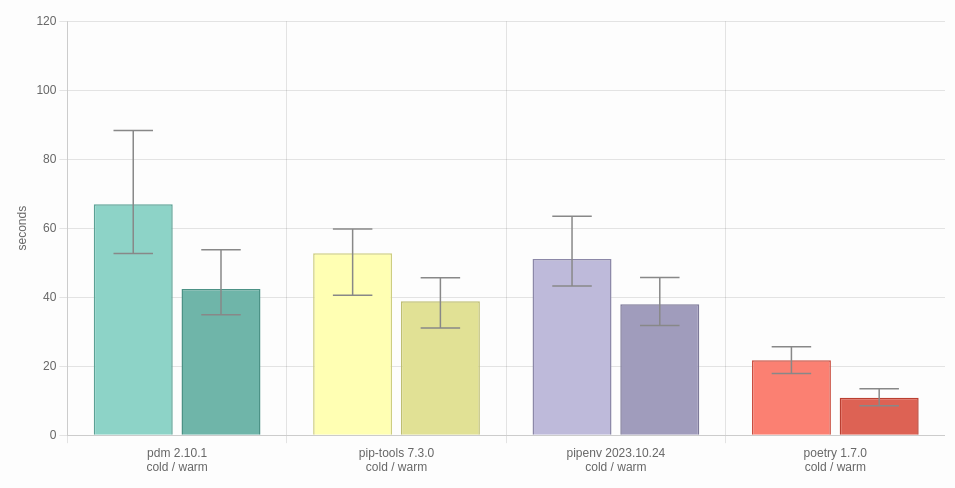 120
100
80
60
40
20
0
seconds
pdm 2.10.1
cold / warm
pip-tools 7.3.0
cold / warm
pipenv 2023.10.24
cold / warm
poetry 1.7.0
cold / warm